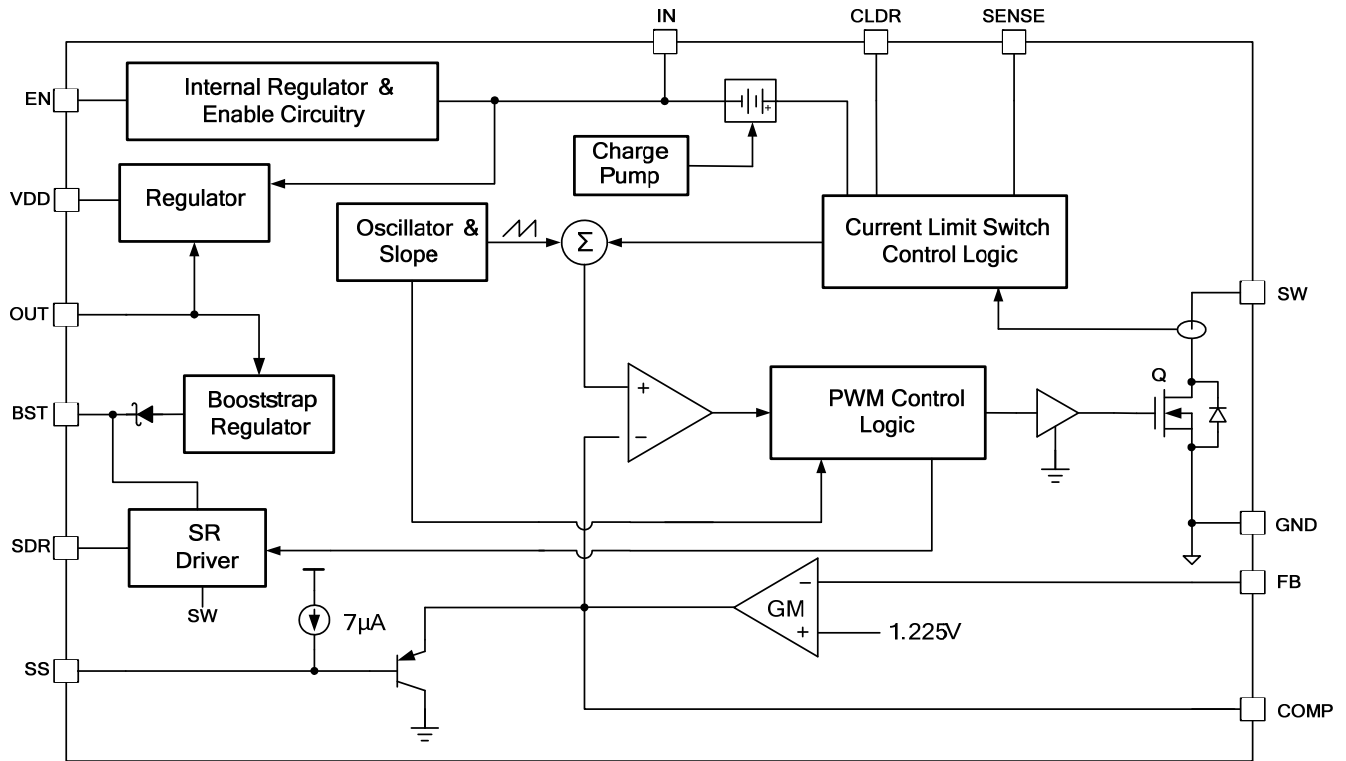 IN
CLDR
SENSE
EN
Internal Regulator &
Enable Circuitry
+
Charge
Pump
VDD
Regulator
Oscillator &
Slope
Σ
Current Limit Switch
Control Logic
SW
OUT
Q
BST
Booststrap
Regulator
+
−
PWM Control
Logic
SDR
SR
Driver
GND
SW
FB
7µA
GM
−
+
1.225V
SS
COMP